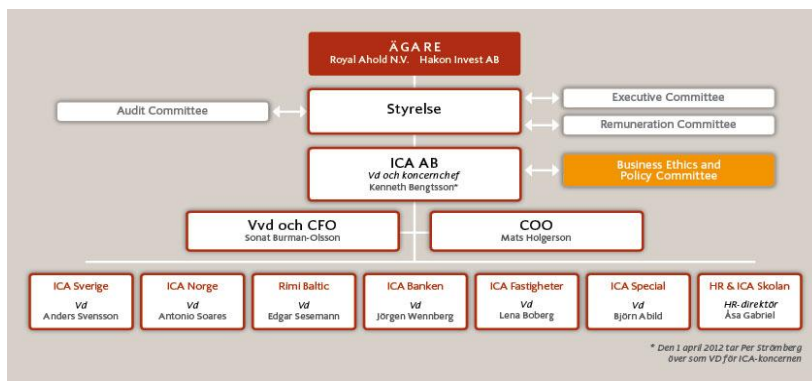 ÄGARE
Royal Ahold N.V. Hakon Invest AB
Audit Committee
Styrelse
Executive Committee
Remuneration Committee
ICA AB
Vd och koncernchef
Kenneth Bengtsson*
Business Ethics and
Policy Committee
Vvd och CFO
Sonat Burman-Olsson
COO
Mats Holgerson
ICA Sverige
Vd
Anders Svensson
ICA Norge
Vd
Antonio Soares
Rimi Baltic
Vd
Edgar Sesemann
ICA Banken
Vd
Jörgen Wennberg
ICA Fastigheter
Vd
Lena Boberg
ICA Special
Vd
Björn Abild
HR & ICA Skolan
HR-direktör
Åsa Gabriel
* Den 1 april 2012 tar Per Strömberg
över som VD för ICA-koncernen